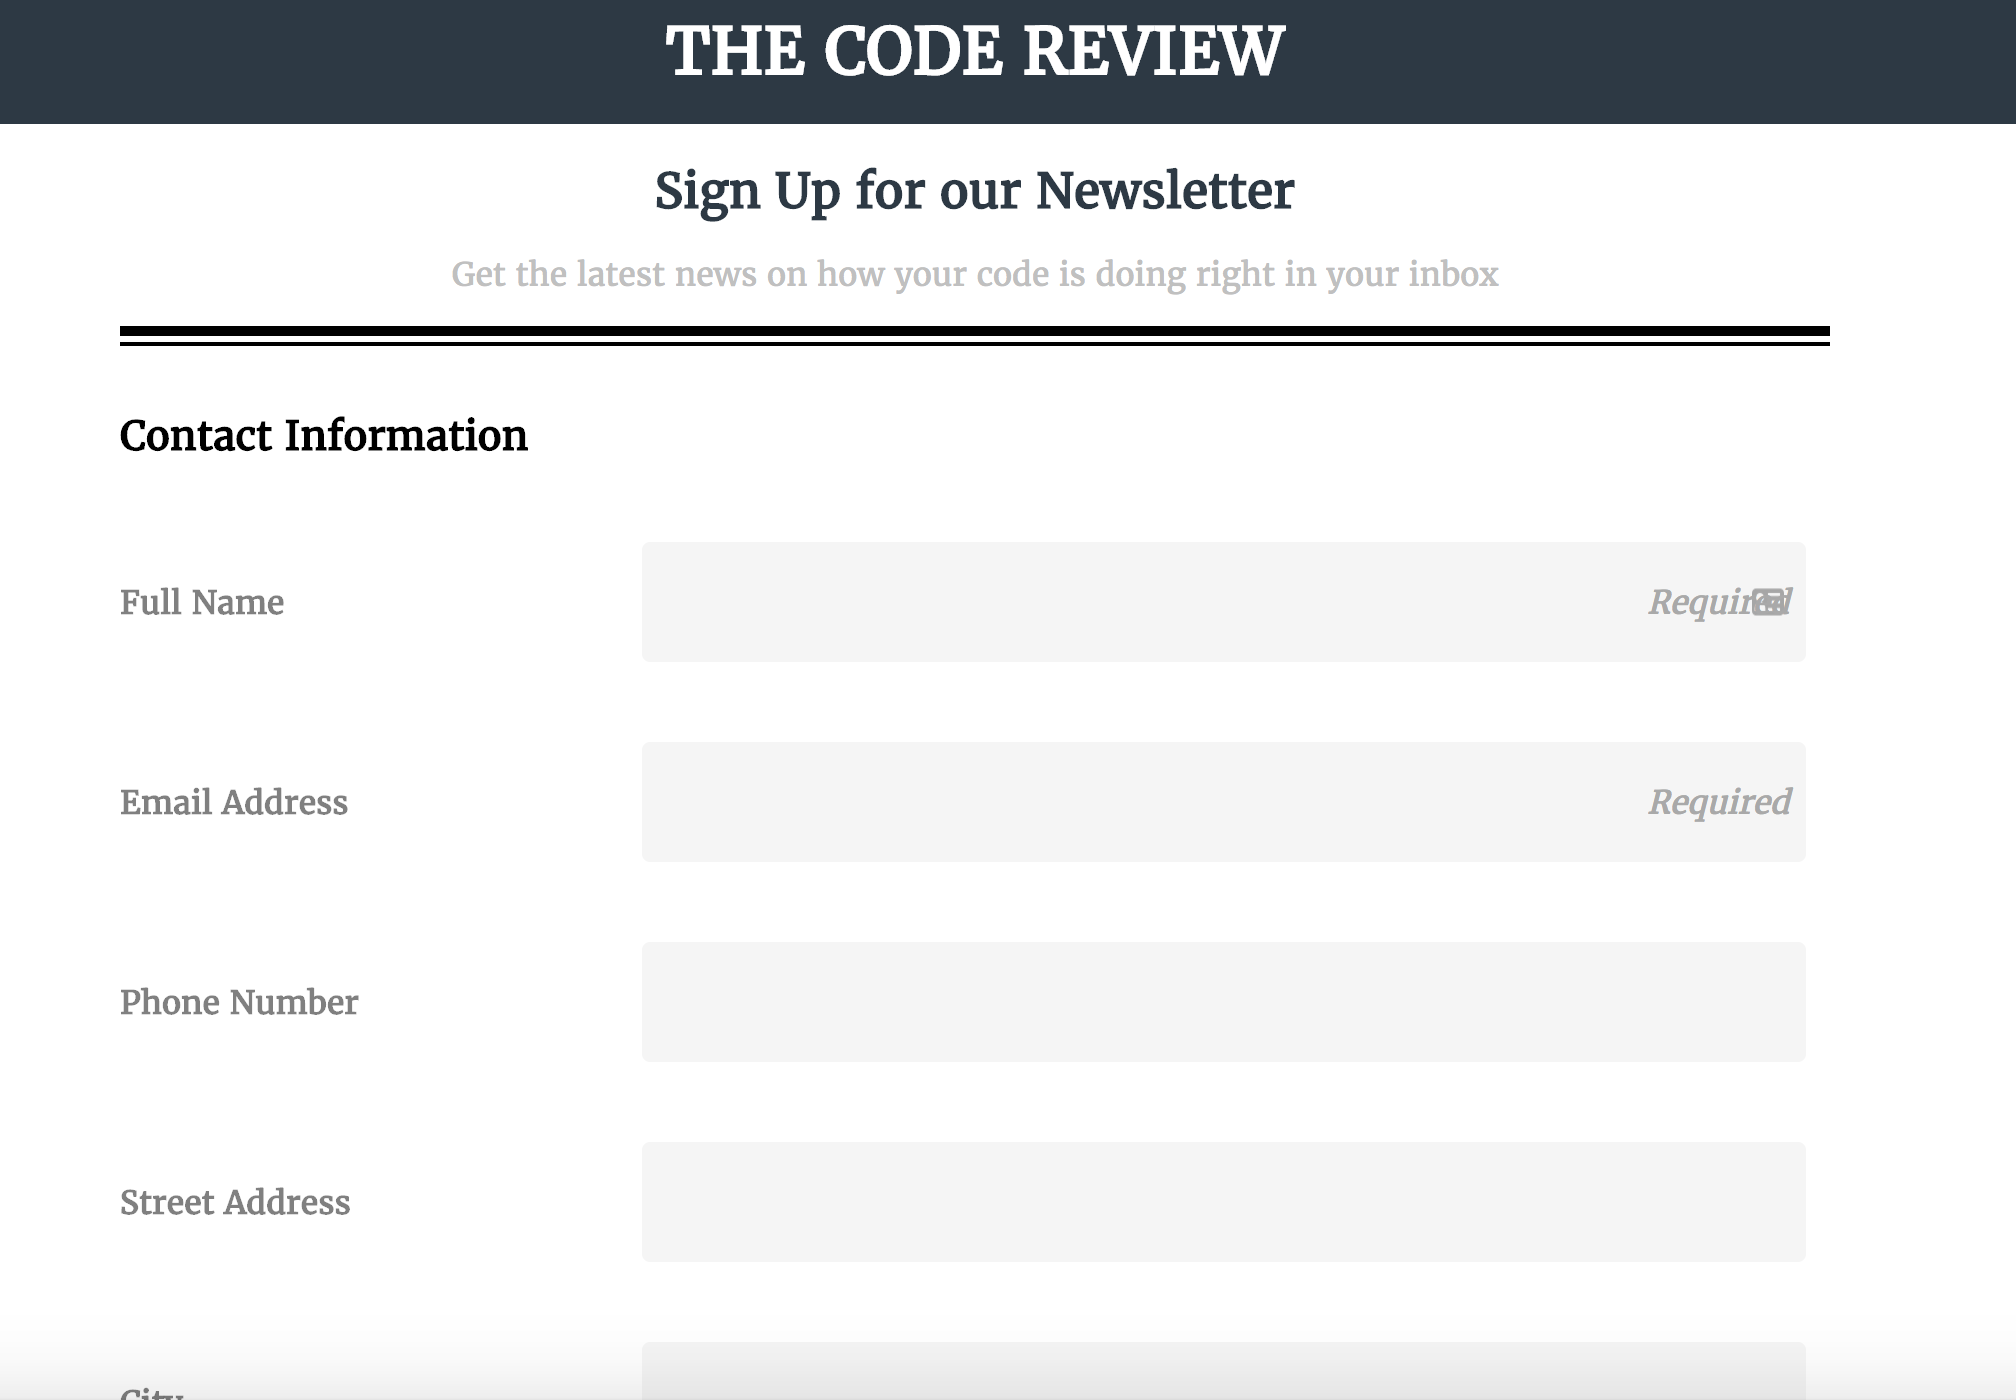 THE CODE REVIEW
Sign Up for our Newsletter
Get the latest news on how your code is doing right in your inbox
Contact Information
Full Name
Required
Email Address
Required
Phone Number
Street Address
City